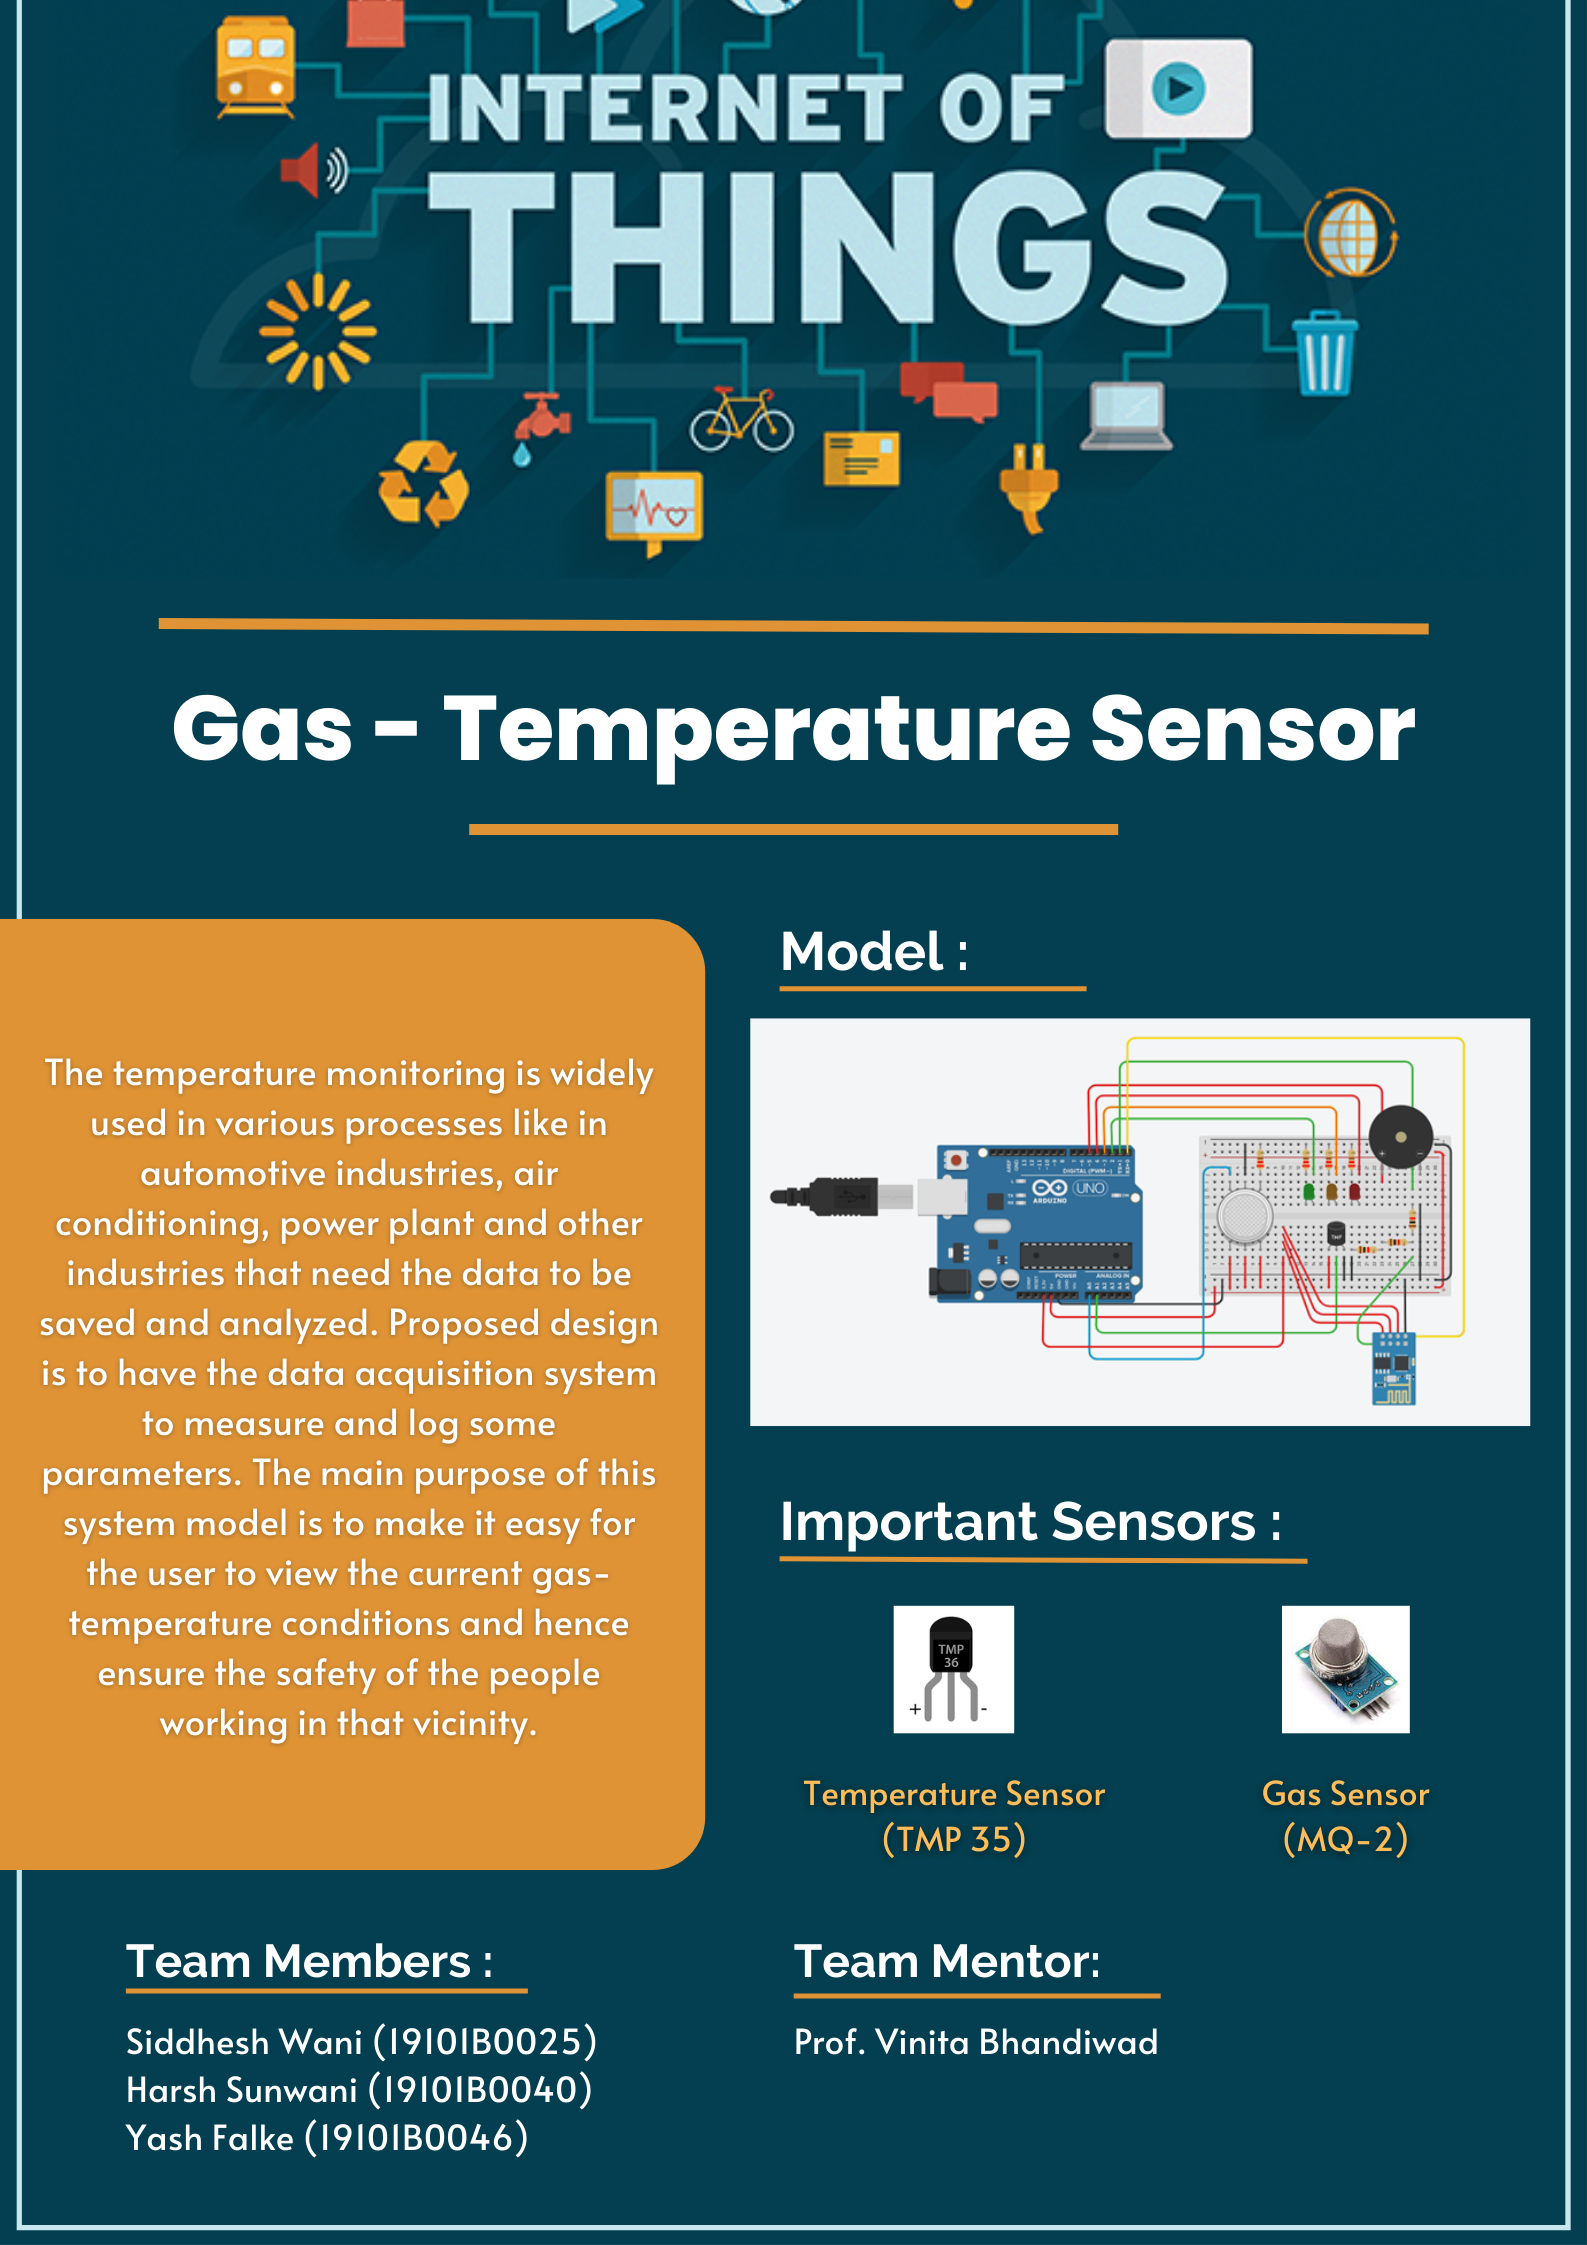 INTERNET OF
THINGS
Gas - Temperature Sensor
The temperature monitoring is widely
used in various processes like in
automotive industries, air
conditioning, power plant and other
industries that need the data to be
saved and analyzed. Proposed design
is to have the data acquisition system
to measure and log some
parameters. The main purpose of this
system model is to make it easy for
the user to view the current gas-
temperature conditions and hence
ensure the safety of the people
working in that vicinity.
Model :
DIGITAL (PWM~)
UNO
ARDUINO
POWER
ANALOG IN
Important Sensors :
TMP
36
+
-
Temperature Sensor
(TMP 35)
Gas Sensor
(MQ-2)
Team Members :
Siddhesh Wani (19101B0025)
Harsh Sunwani (19101B0040)
Yash Falke (19101B0046)
Team Mentor:
Prof. Vinita Bhandiwad